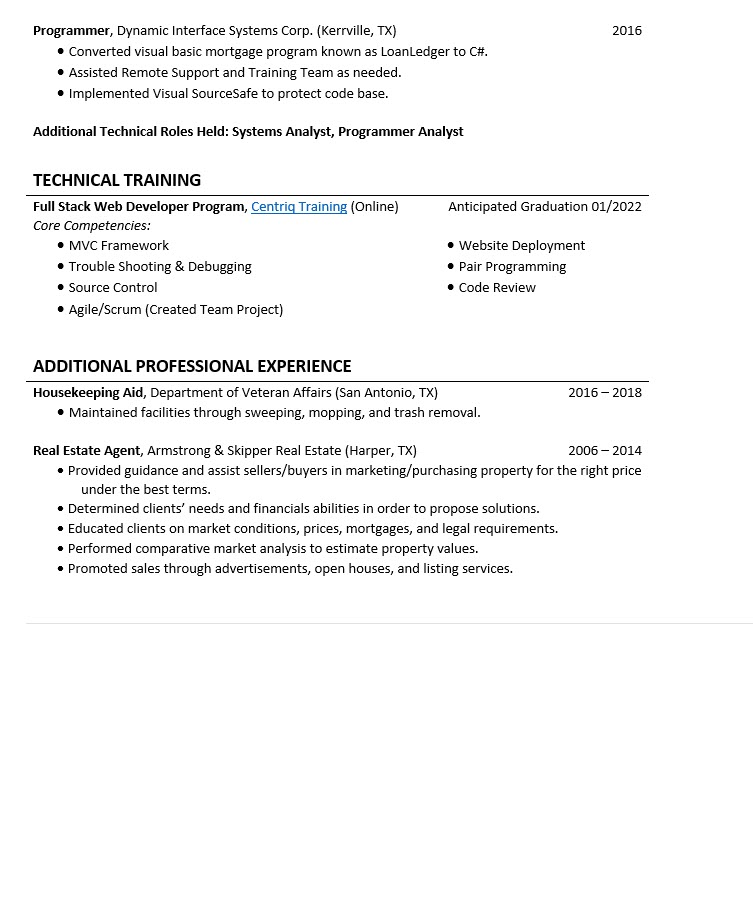 Programmer, Dynamic Interface Systems Corp. (Kerrville, TX) 2016
• Converted visual basic mortgage program known as LoanLedger to C#.
• Assisted Remote Support and Training Team as needed.
• Implemented Visual SourceSafe to protect code base.
Additional Technical Roles Held: Systems Analyst, Programmer Analyst
TECHNICAL TRAINING
Full Stack Web Developer Program, Centriq Training (Online) Anticipated Graduation 01/2022
Core Competencies:
• MVC Framework • Website Deployment
• Trouble Shooting & Debugging • Pair Programming
• Source Control • Code Review
• Agile/Scrum (Created Team Project)
ADDITIONAL PROFESSIONAL EXPERIENCE
Housekeeping Aid, Department of Veteran Affairs (San Antonio, TX) 2016 – 2018
• Maintained facilities through sweeping, mopping, and trash removal.
Real Estate Agent, Armstrong & Skipper Real Estate (Harper, TX) 2006 – 2014
• Provided guidance and assist sellers/buyers in marketing/purchasing property for the right price
under the best terms.
• Determined clients’ needs and financials abilities in order to propose solutions.
• Educated clients on market conditions, prices, mortgages, and legal requirements.
• Performed comparative market analysis to estimate property values.
• Promoted sales through advertisements, open houses, and listing services.